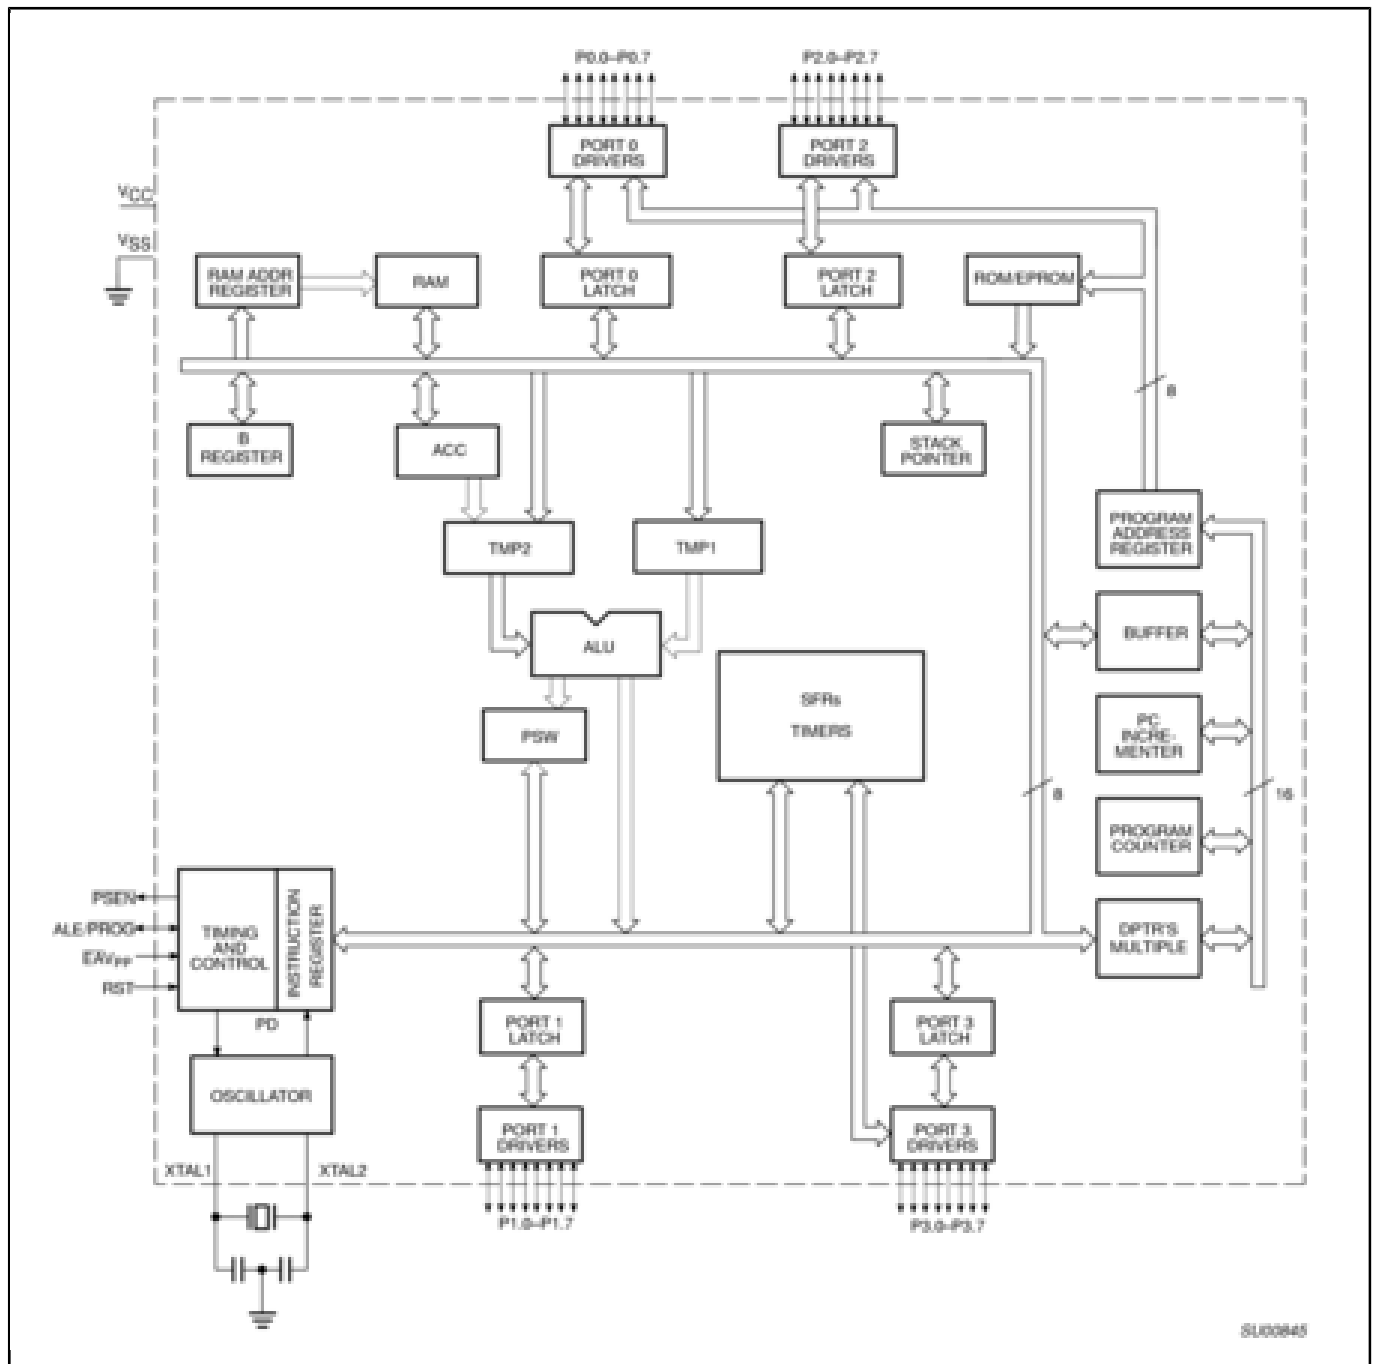 P0.0–P0.7
P2.0–P2.7
PORT 0
DRIVERS
PORT 2
DRIVERS
VCC
VSS
RAM ADDR
REGISTER
RAM
PORT 0
LATCH
PORT 2
LATCH
ROM/EPROM
8
B
REGISTER
ACC
STACK
POINTER
TMP2
TMP1
PROGRAM
ADDRESS
REGISTER
ALU
BUFFER
SFRs
TIMERS
PSW
PC
INCRE-
MENTER
8
16
PROGRAM
COUNTER
PSEN
ALE/PROG
EAVPP
RST
TIMING
AND
CONTROL
INSTRUCTION
REGISTER
DPTR'S
MULTIPLE
PD
PORT 1
LATCH
PORT 3
LATCH
OSCILLATOR
PORT 1
DRIVERS
PORT 3
DRIVERS
XTAL1
XTAL2
P1.0–P1.7
P3.0–P3.7
SU00845